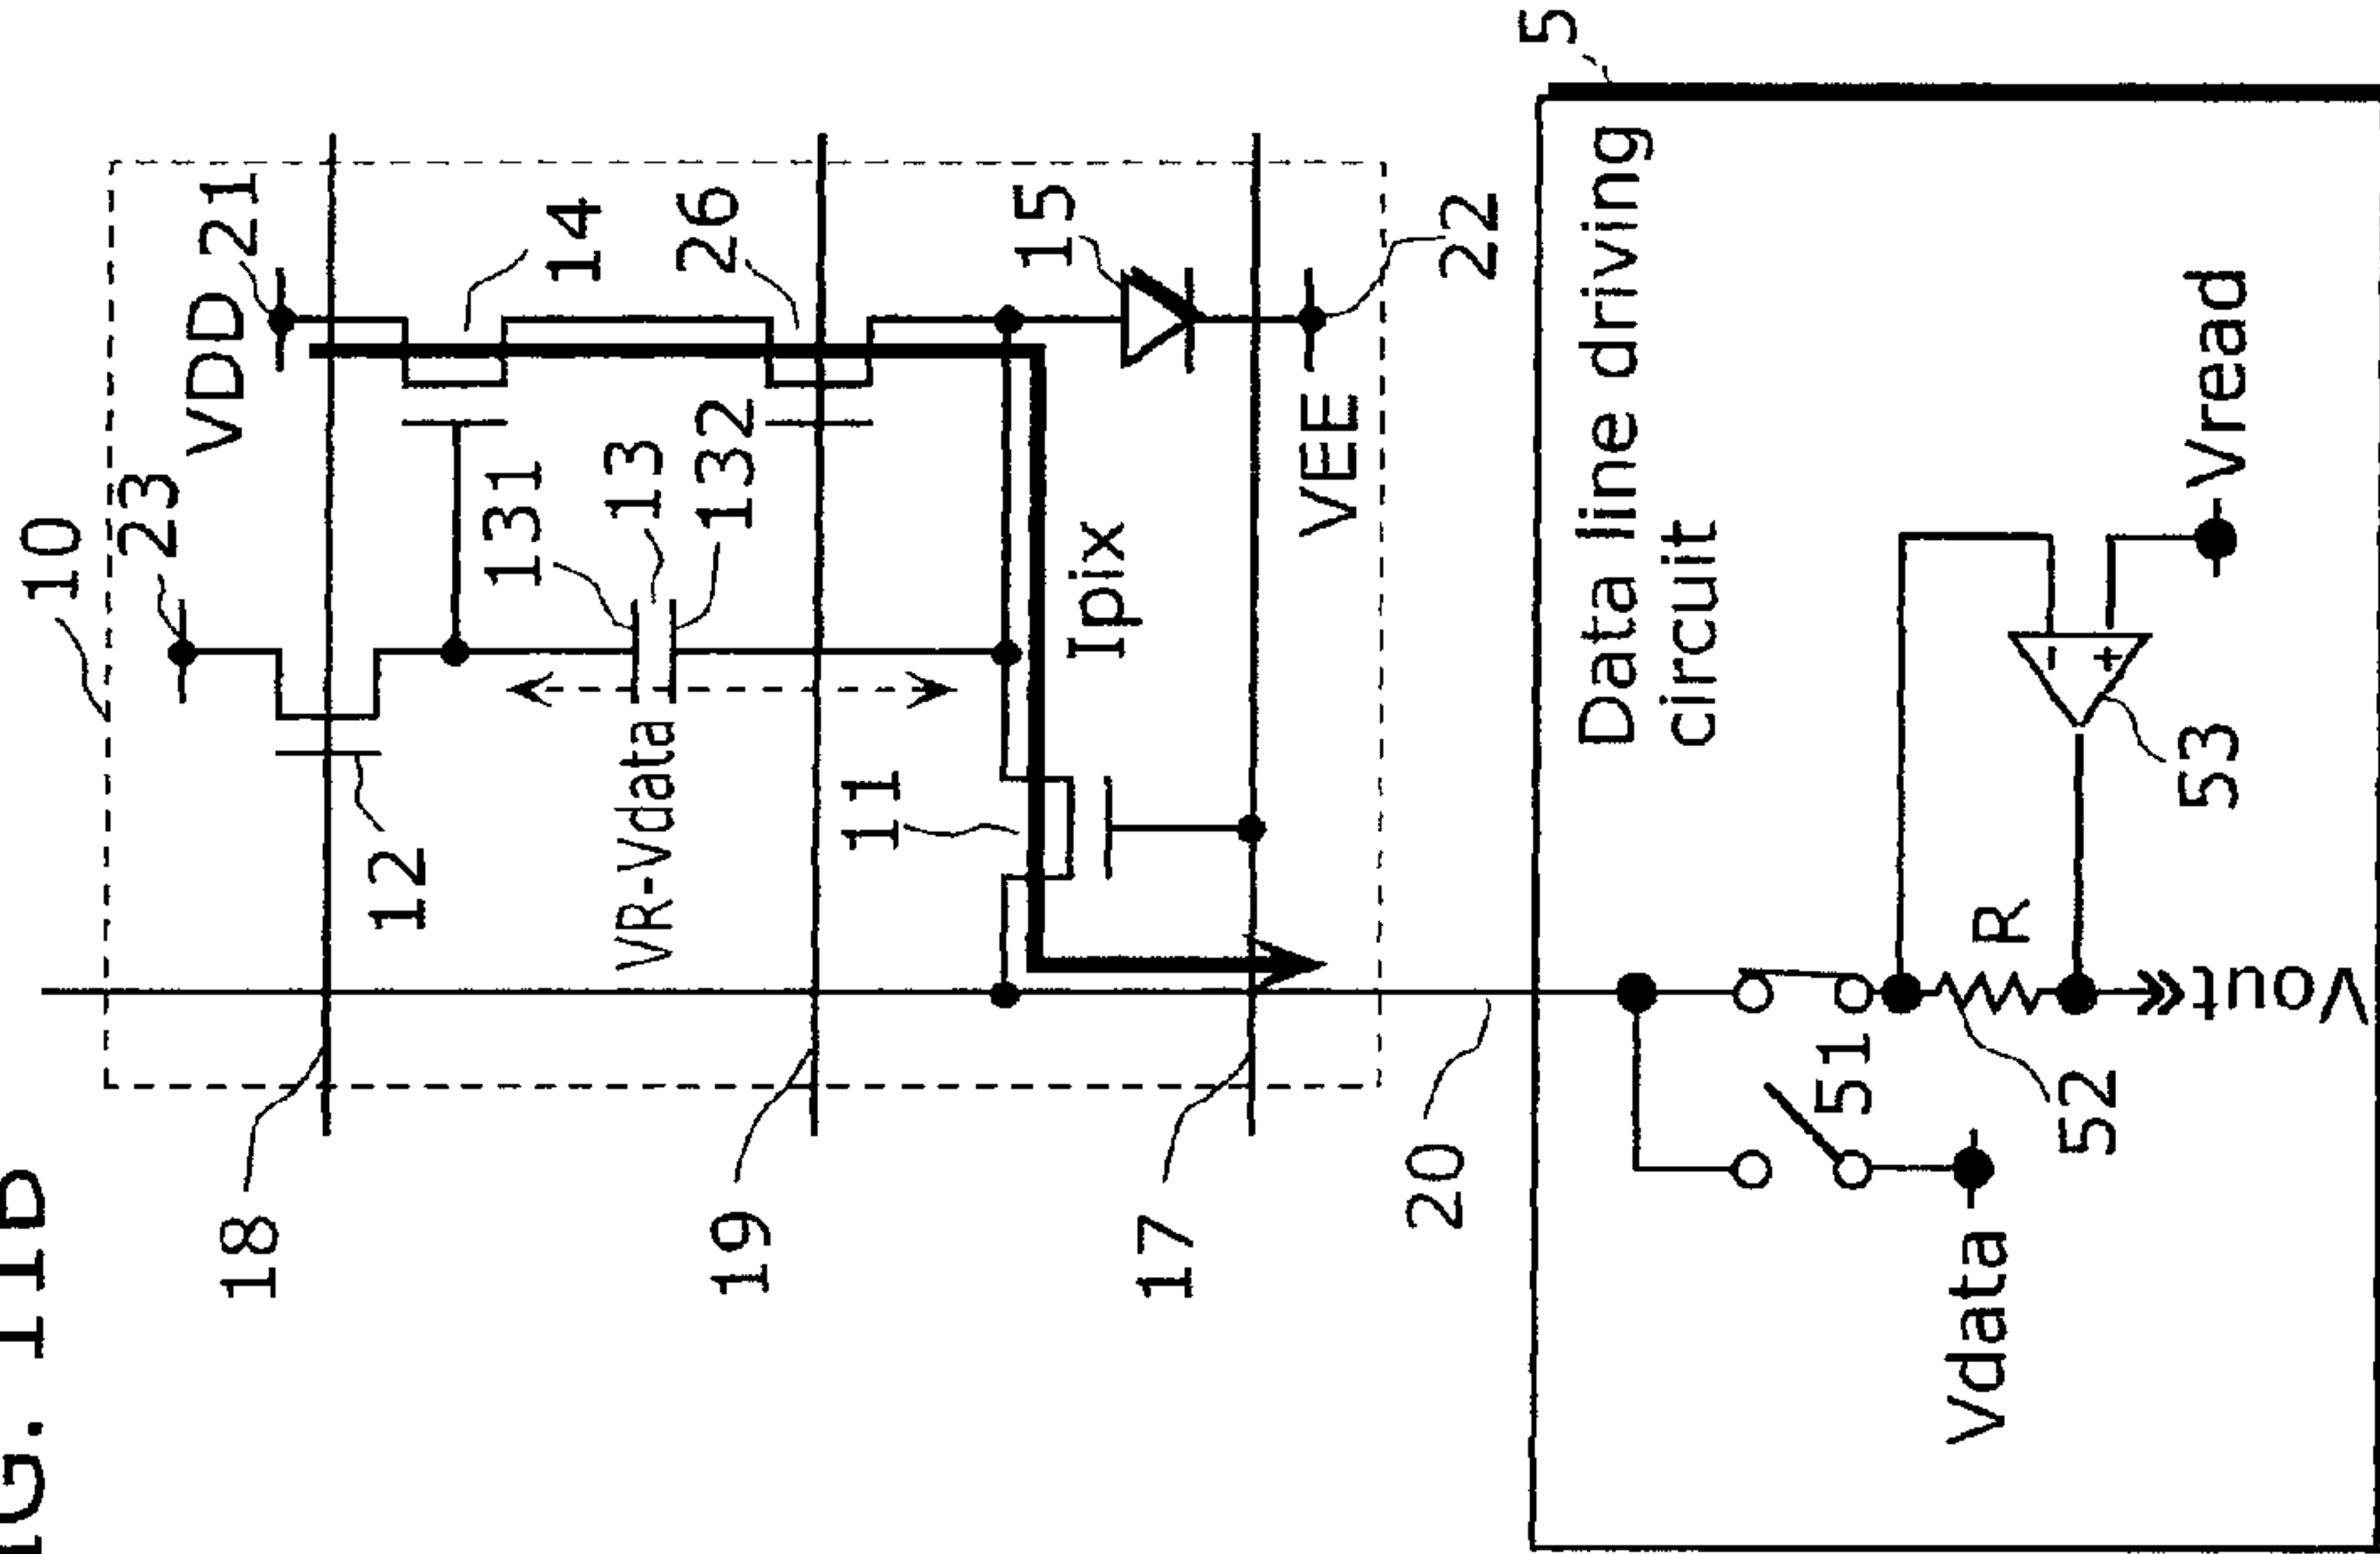 FIG. 11B
10
23
VDD 21
18
12
14
131
13
132
26
VR-Vdata
19
11
15
Ipix
17
VEE
22
20
5
Data line driving
circuit
51
R
52
53
Vdata
Vread
Vout